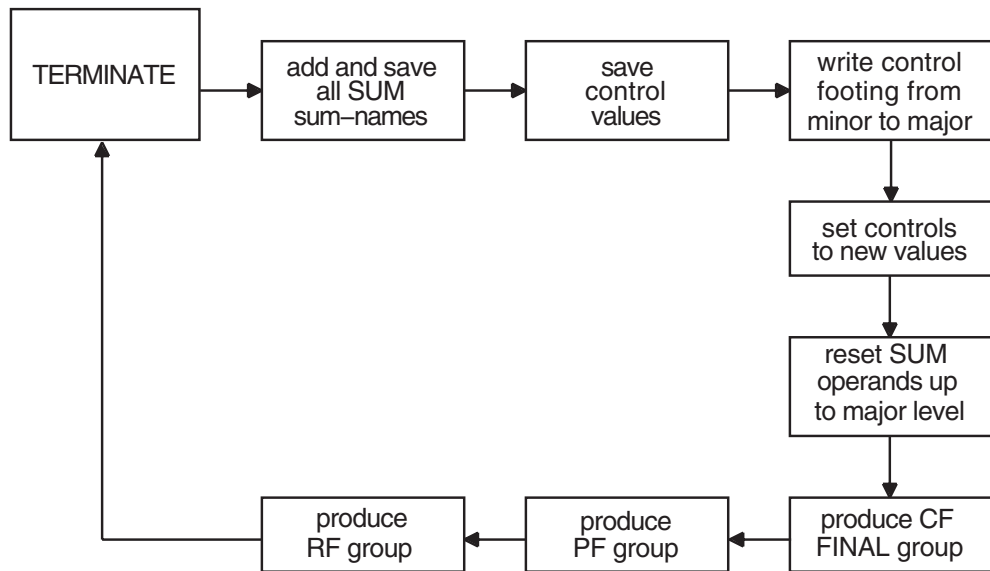 TERMINATE
add and save
all SUM
sum–names
save
control
values
write control
footing from
minor to major
set controls
to new values
reset SUM
operands up
to major level
produce CF
FINAL group
produce
PF group
produce
RF group